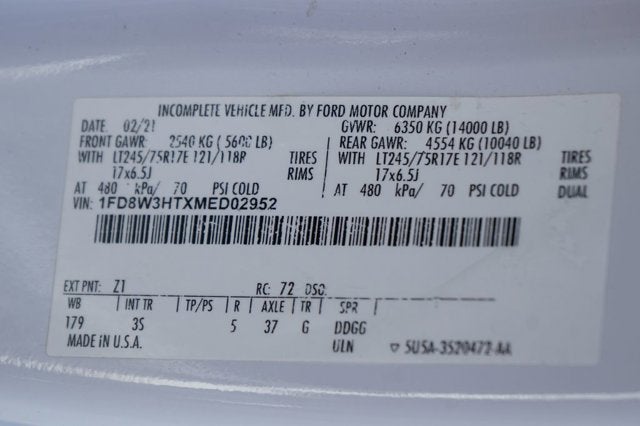 INCOMPLETE VEHICLE MFD. BY FORD MOTOR COMPANY
DATE: 02/21 GVWR: 6350 KG (14000 LB)
FRONT GAWR: 2540 KG (5600 LB) REAR GAWR: 4554 KG (10040 LB)
WITH LT245/75R17E 121/118R TIRES WITH LT245/75R17E 121/118R TIRES
17x6.5J RIMS 17x6.5J RIMS
AT 480 kPa/ 70 PSI COLD AT 480 kPa/ 70 PSI COLD DUAL
VIN: 1FD8W3HTXMED02952
EXT PNT: Z1 RC: 72 DSO:
WB INT TR TP/PS R AXLE TR SPR
179 3S 5 37 G DDGG
MADE IN U.S.A. ULN 5U5A-3520472-AA